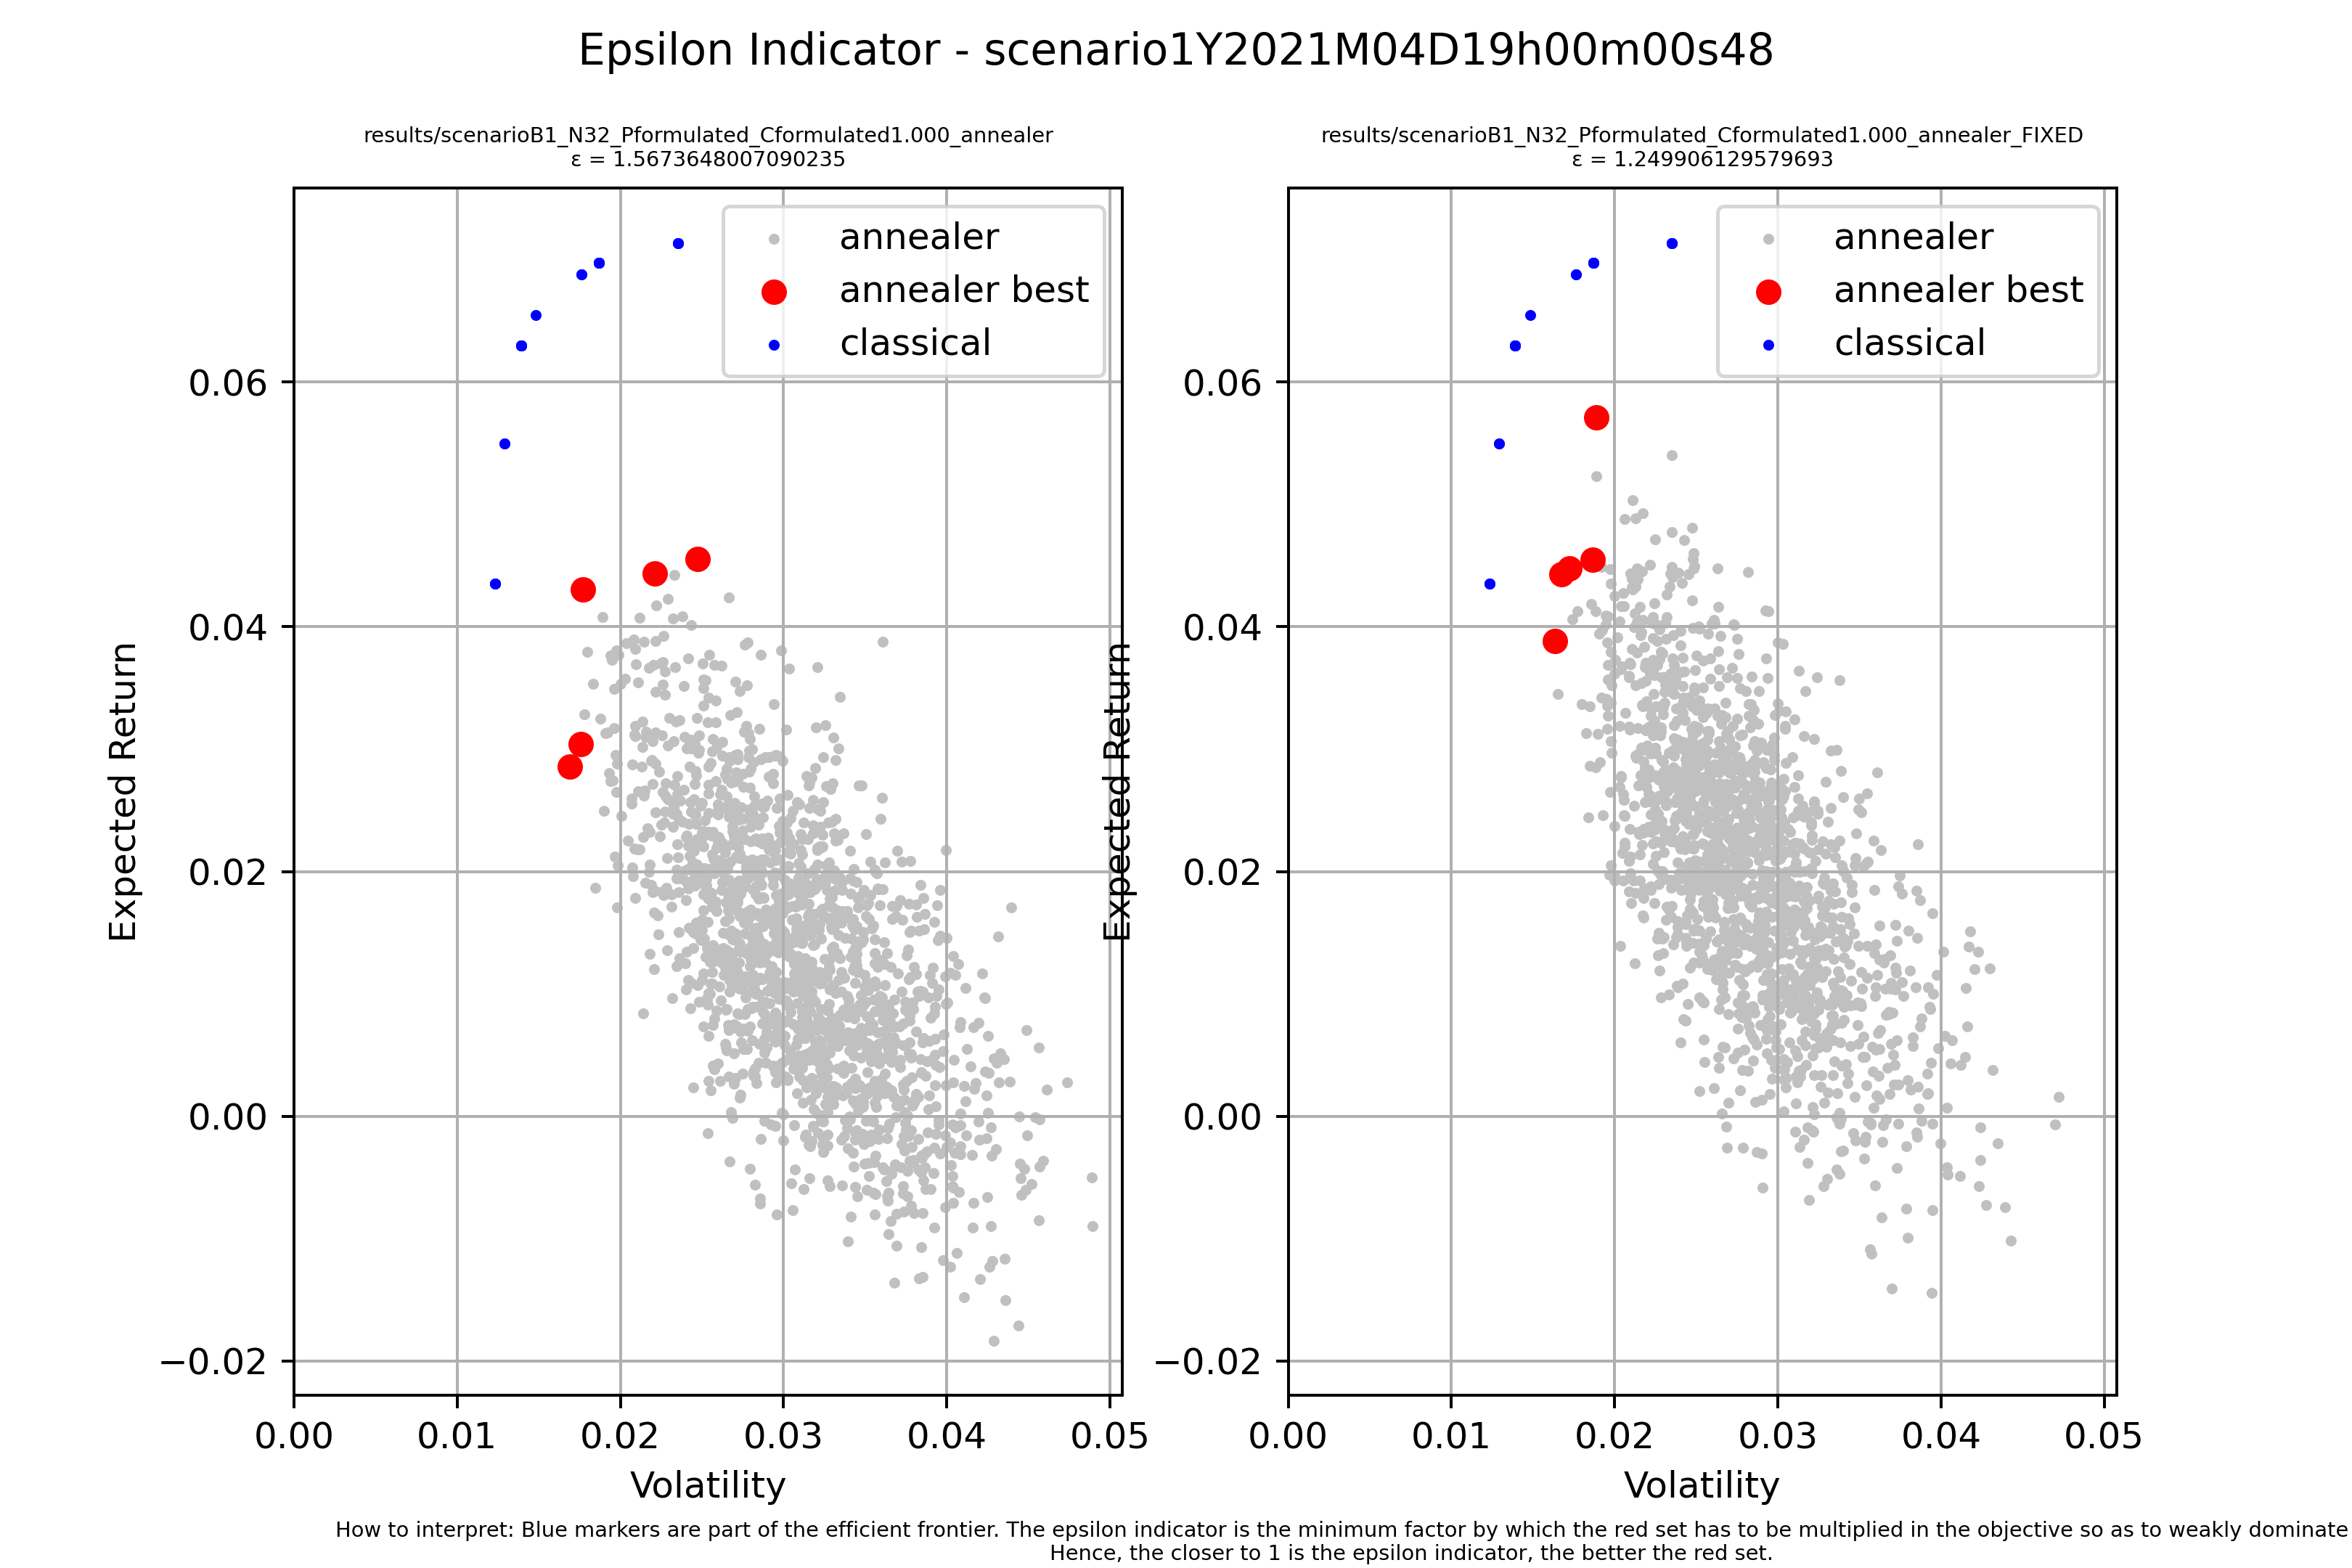 Epsilon Indicator - scenario1Y2021M04D19h00m00s48
results/scenarioB1_N32_Pformulated_Cformulated1.000_annealer
ε = 1.5673648007090235
annealer
annealer best
classical
0.06
0.04
0.02
0.00
−0.02
Expected Return
0.00 0.01 0.02 0.03 0.04 0.05
Volatility
results/scenarioB1_N32_Pformulated_Cformulated1.000_annealer_FIXED
ε = 1.249906129579693
annealer
annealer best
classical
0.06
0.04
0.02
0.00
−0.02
Expected Return
0.00 0.01 0.02 0.03 0.04 0.05
Volatility
How to interpret: Blue markers are part of the efficient frontier. The epsilon indicator is the minimum factor by which the red set has to be multiplied in the objective so as to weakly dominate
Hence, the closer to 1 is the epsilon indicator, the better the red set.